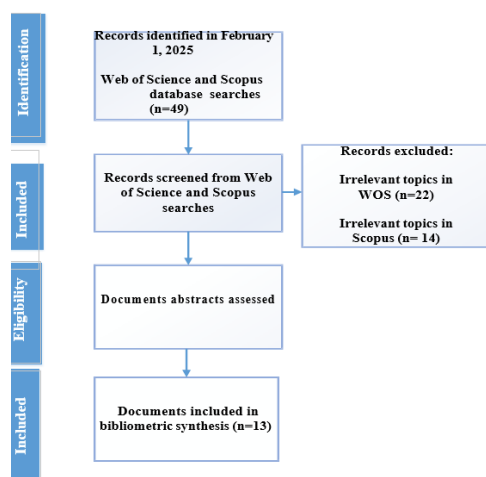 Identification
Records identified in February
1, 2025
Web of Science and Scopus
database searches
(n=49)
Included
Records screened from Web
of Science and Scopus
searches
Records excluded:
Irrelevant topics in
WOS (n=22)
Irrelevant topics in
Scopus (n= 14)
Eligibility
Documents abstracts assessed
Included
Documents included in
bibliometric synthesis (n=13)